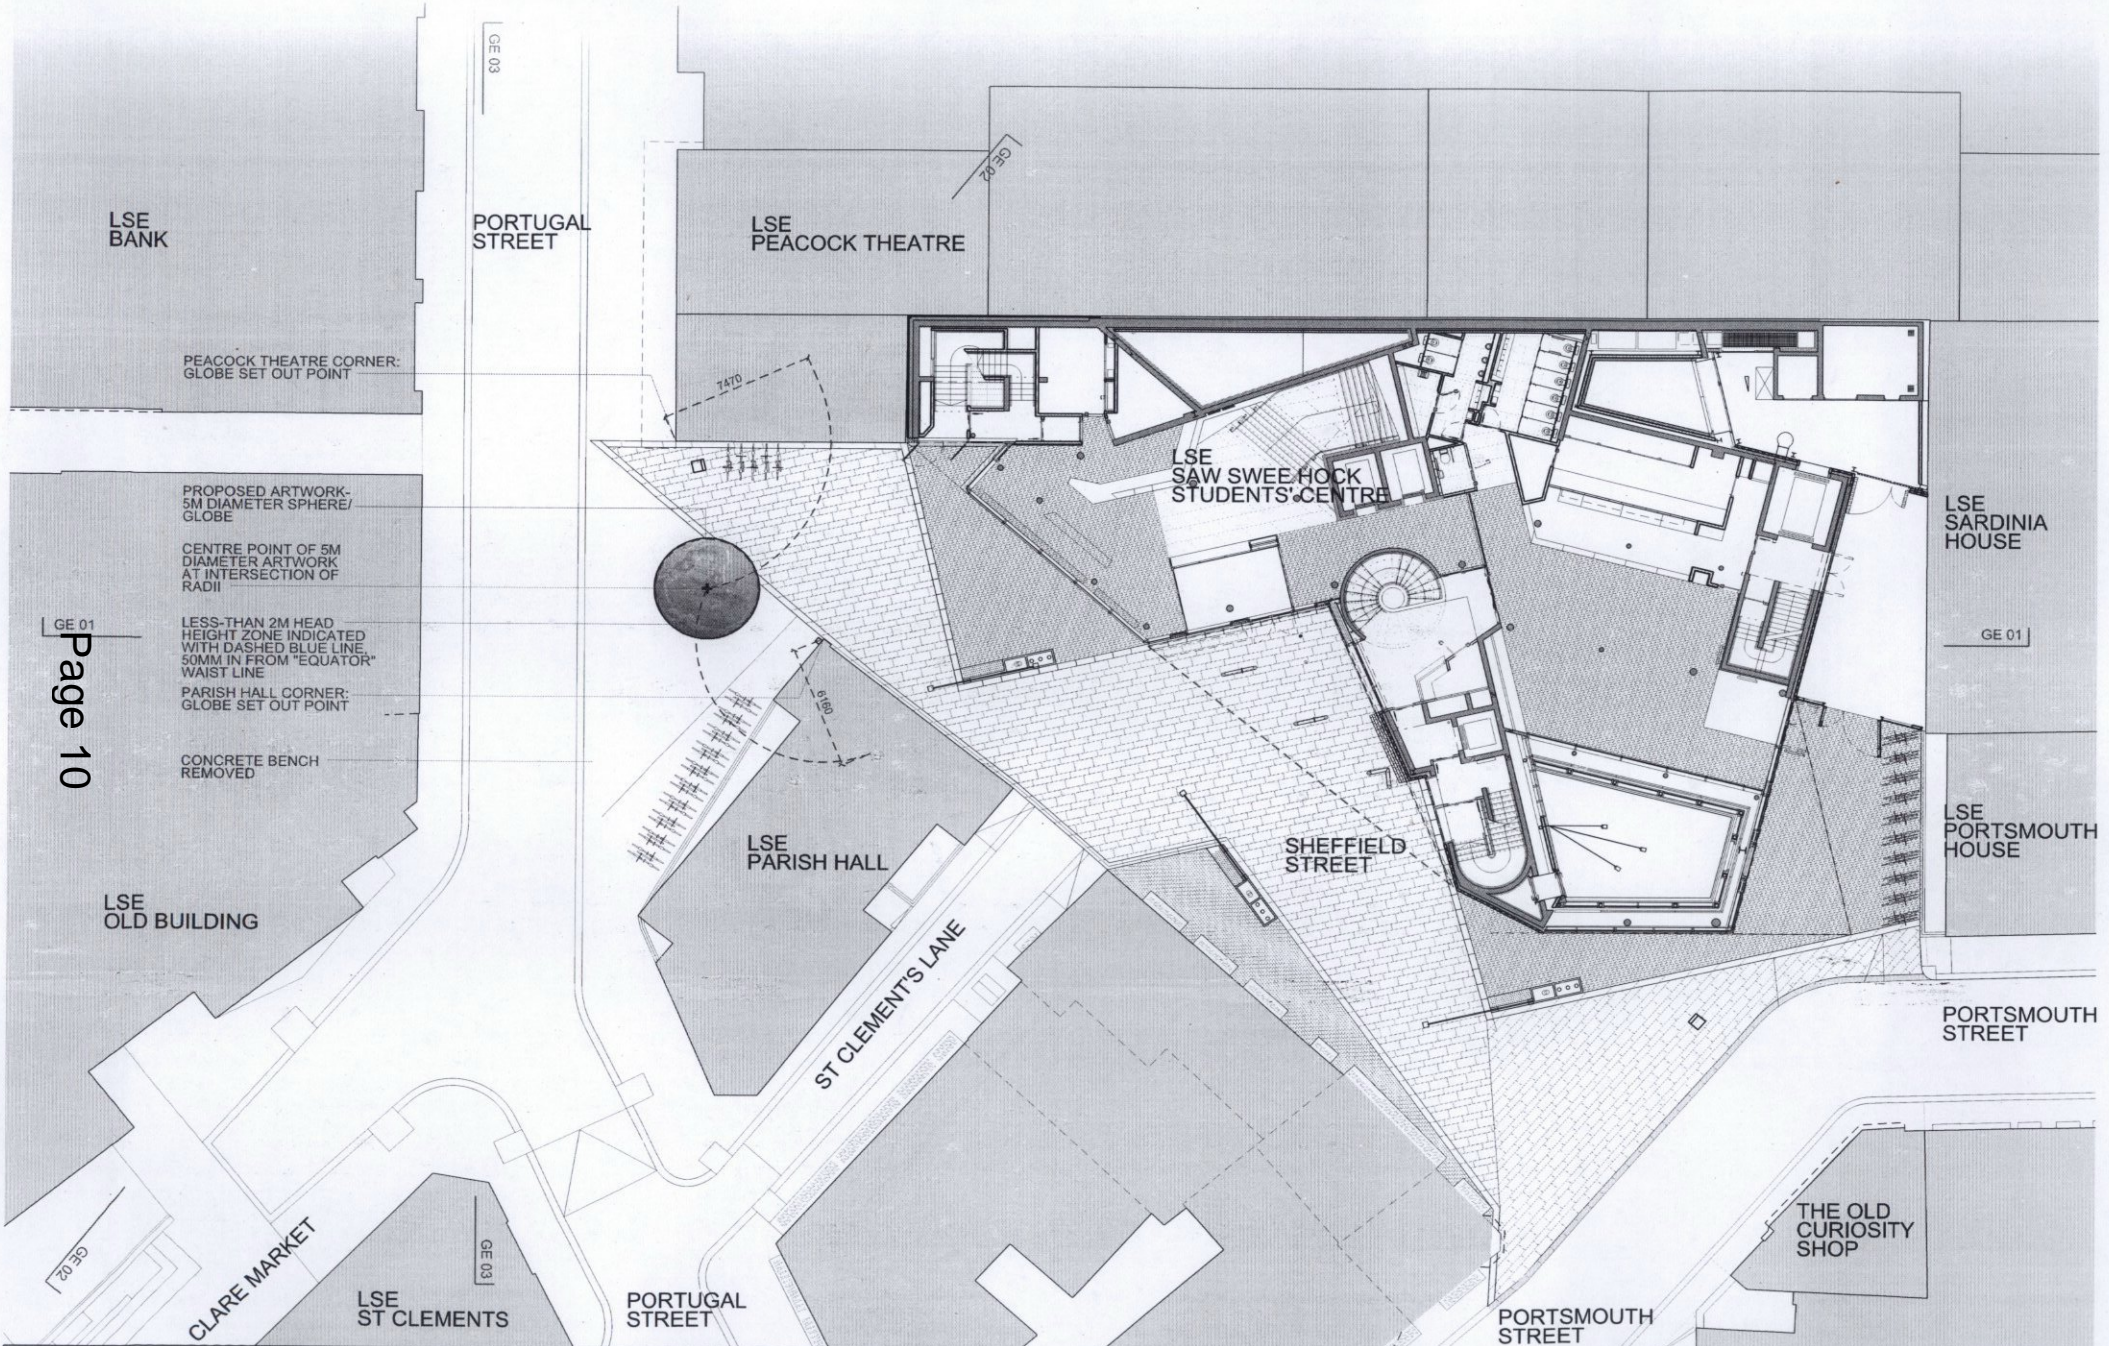 GE 03
GE 02
LSE
BANK
PORTUGAL
STREET
LSE
PEACOCK THEATRE
PEACOCK THEATRE CORNER:
GLOBE SET OUT POINT
7470
PROPOSED ARTWORK-
5M DIAMETER SPHERE/
GLOBE
CENTRE POINT OF 5M
DIAMETER ARTWORK
AT INTERSECTION OF
RADII
LESS-THAN 2M HEAD
HEIGHT ZONE INDICATED
WITH DASHED BLUE LINE,
50MM IN FROM "EQUATOR"
WAIST LINE
PARISH HALL CORNER:
GLOBE SET OUT POINT
CONCRETE BENCH
REMOVED
GE 01
Page 10
6160
LSE
SAW SWEE HOCK
STUDENTS' CENTRE
LSE
SARDINIA
HOUSE
GE 01
LSE
PARISH HALL
SHEFFIELD
STREET
LSE
PORTSMOUTH
HOUSE
LSE
OLD BUILDING
ST CLEMENT'S LANE
PORTSMOUTH
STREET
THE OLD
CURIOSITY
SHOP
GE 02
CLARE MARKET
GE 03
LSE
ST CLEMENTS
PORTUGAL
STREET
PORTSMOUTH
STREET